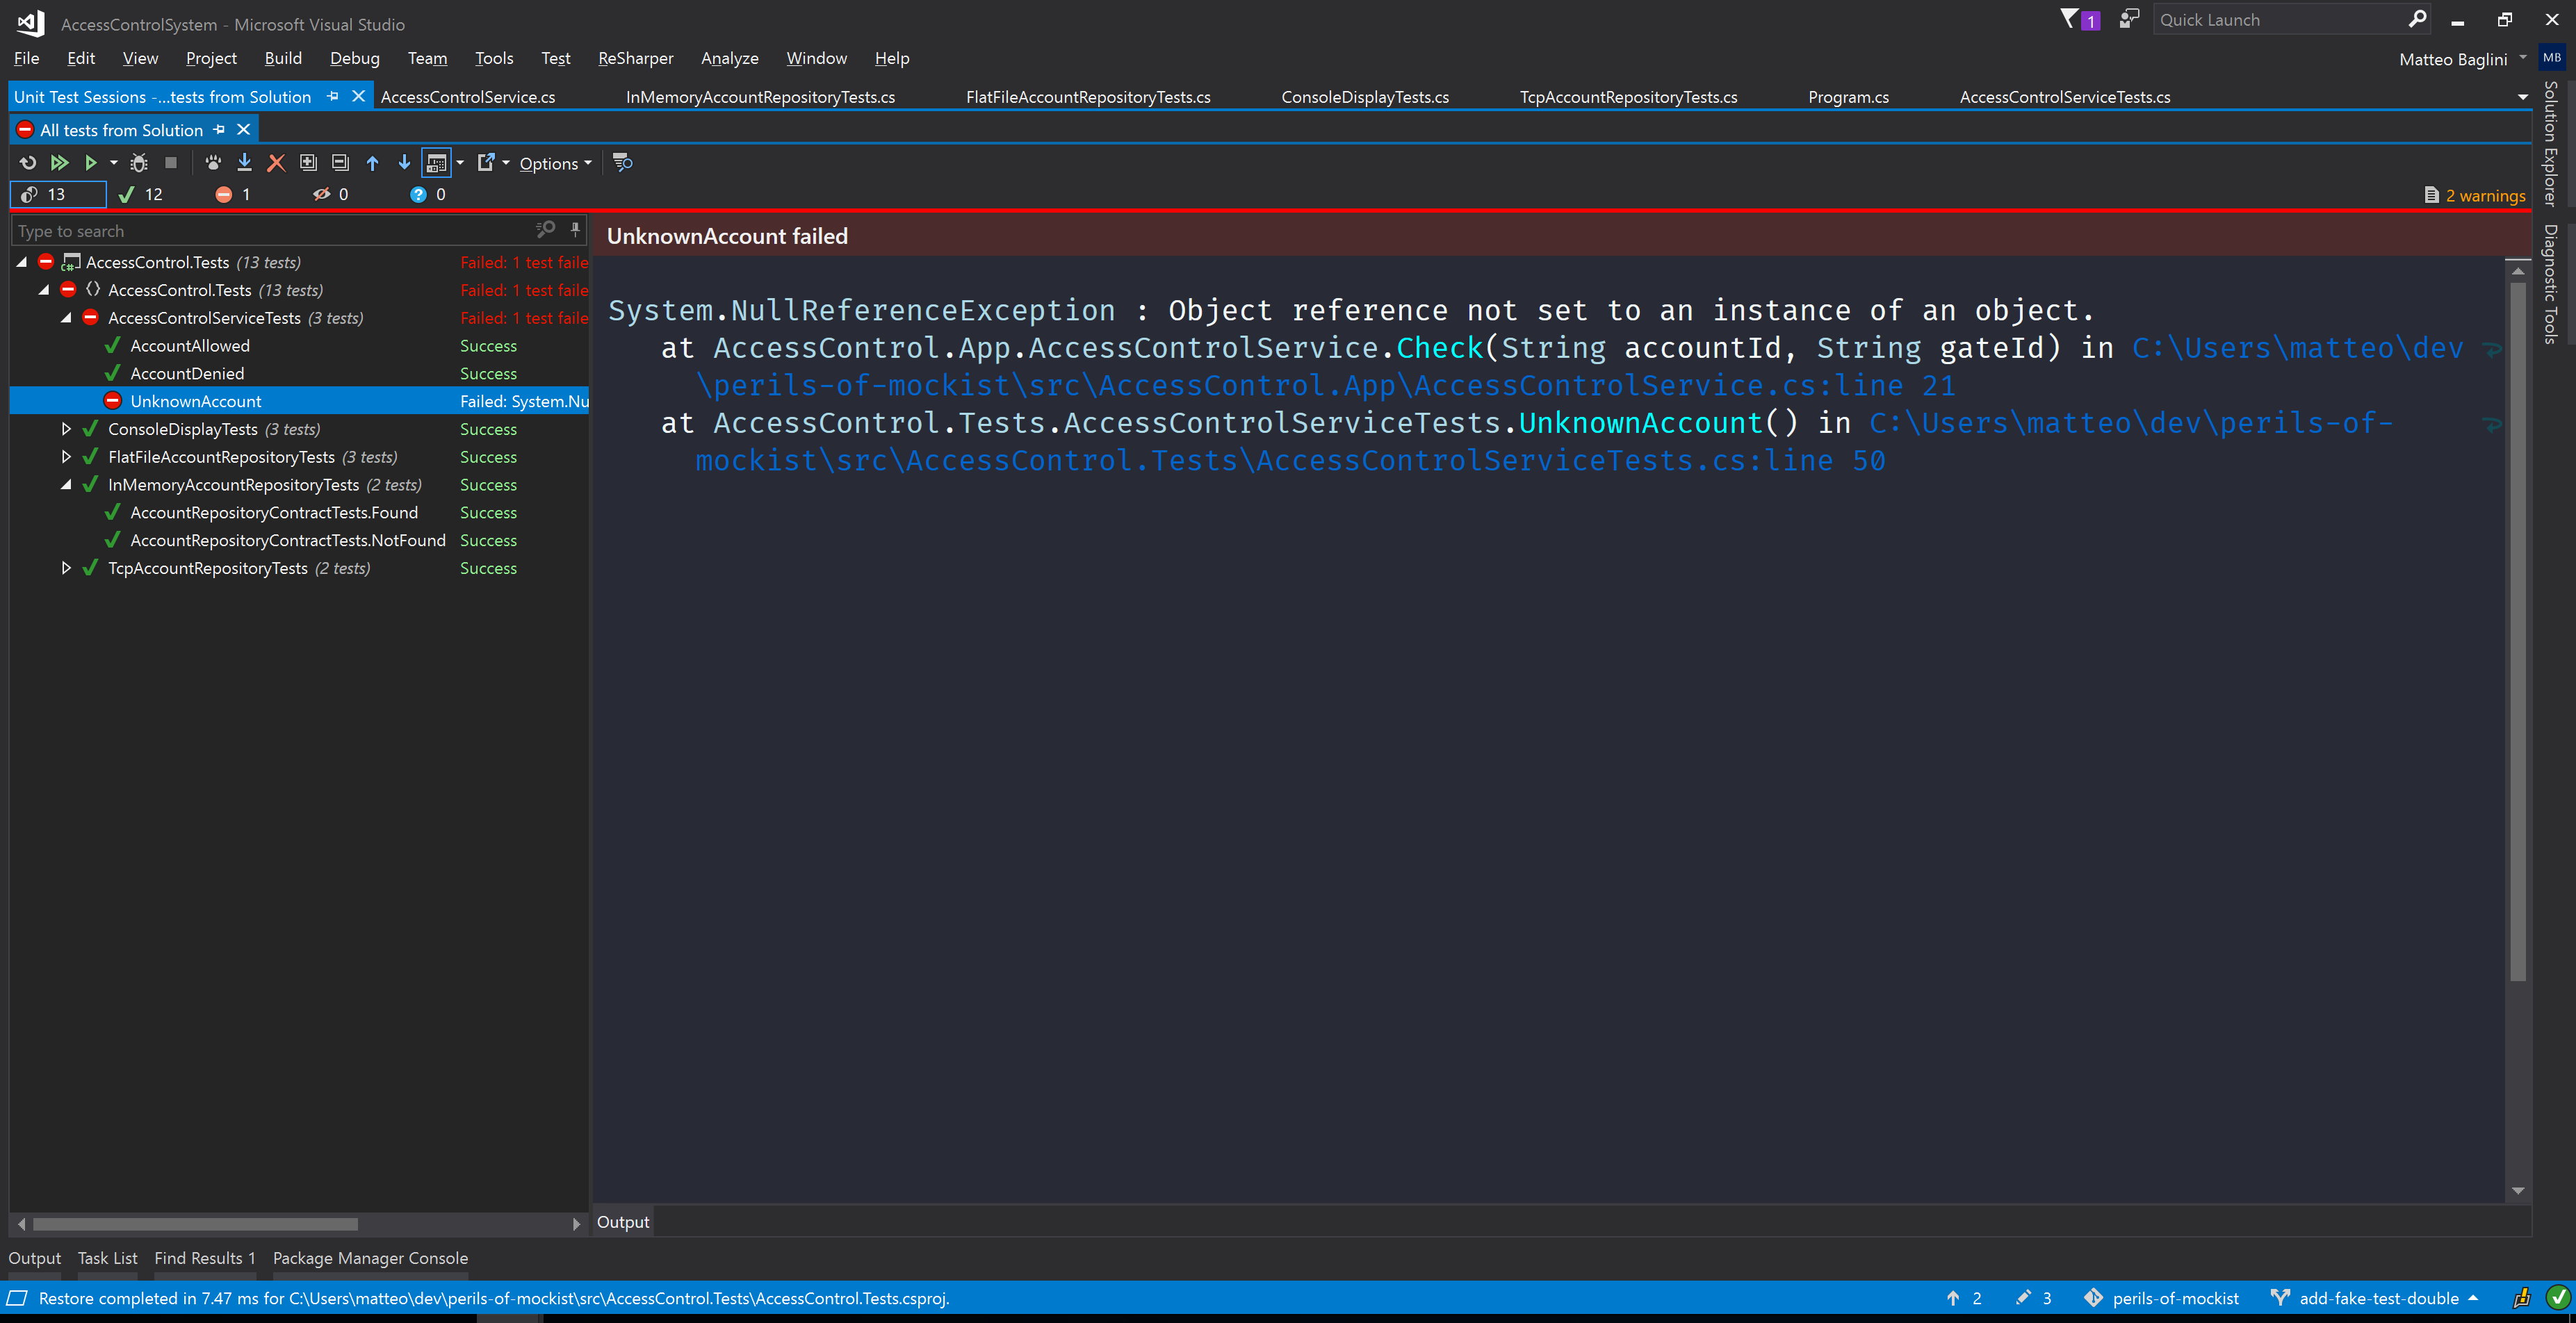 AccessControlSystem - Microsoft Visual Studio
1
Quick Launch
File Edit View Project Build Debug Team Tools Test ReSharper Analyze Window Help
Matteo Baglini MB
Unit Test Sessions -...tests from Solution AccessControlService.cs InMemoryAccountRepositoryTests.cs FlatFileAccountRepositoryTests.cs ConsoleDisplayTests.cs TcpAccountRepositoryTests.cs Program.cs AccessControlServiceTests.cs
Solution Explorer
Diagnostic Tools
All tests from Solution
Options
13 12 1 0 0
2 warnings
Type to search
AccessControl.Tests (13 tests) Failed: 1 test faile
AccessControl.Tests (13 tests) Failed: 1 test faile
AccessControlServiceTests (3 tests) Failed: 1 test faile
AccountAllowed Success
AccountDenied Success
UnknownAccount Failed: System.Nu
ConsoleDisplayTests (3 tests) Success
FlatFileAccountRepositoryTests (3 tests) Success
InMemoryAccountRepositoryTests (2 tests) Success
AccountRepositoryContractTests.Found Success
AccountRepositoryContractTests.NotFound Success
TcpAccountRepositoryTests (2 tests) Success
UnknownAccount failed
System.NullReferenceException : Object reference not set to an instance of an object.
at AccessControl.App.AccessControlService.Check(String accountId, String gateId) in C:\Users\matteo\dev
\perils-of-mockist\src\AccessControl.App\AccessControlService.cs:line 21
at AccessControl.Tests.AccessControlServiceTests.UnknownAccount() in C:\Users\matteo\dev\perils-of-
mockist\src\AccessControl.Tests\AccessControlServiceTests.cs:line 50
Output
Output Task List Find Results 1 Package Manager Console
Restore completed in 7.47 ms for C:\Users\matteo\dev\perils-of-mockist\src\AccessControl.Tests\AccessControl.Tests.csproj.
2 3 perils-of-mockist add-fake-test-double